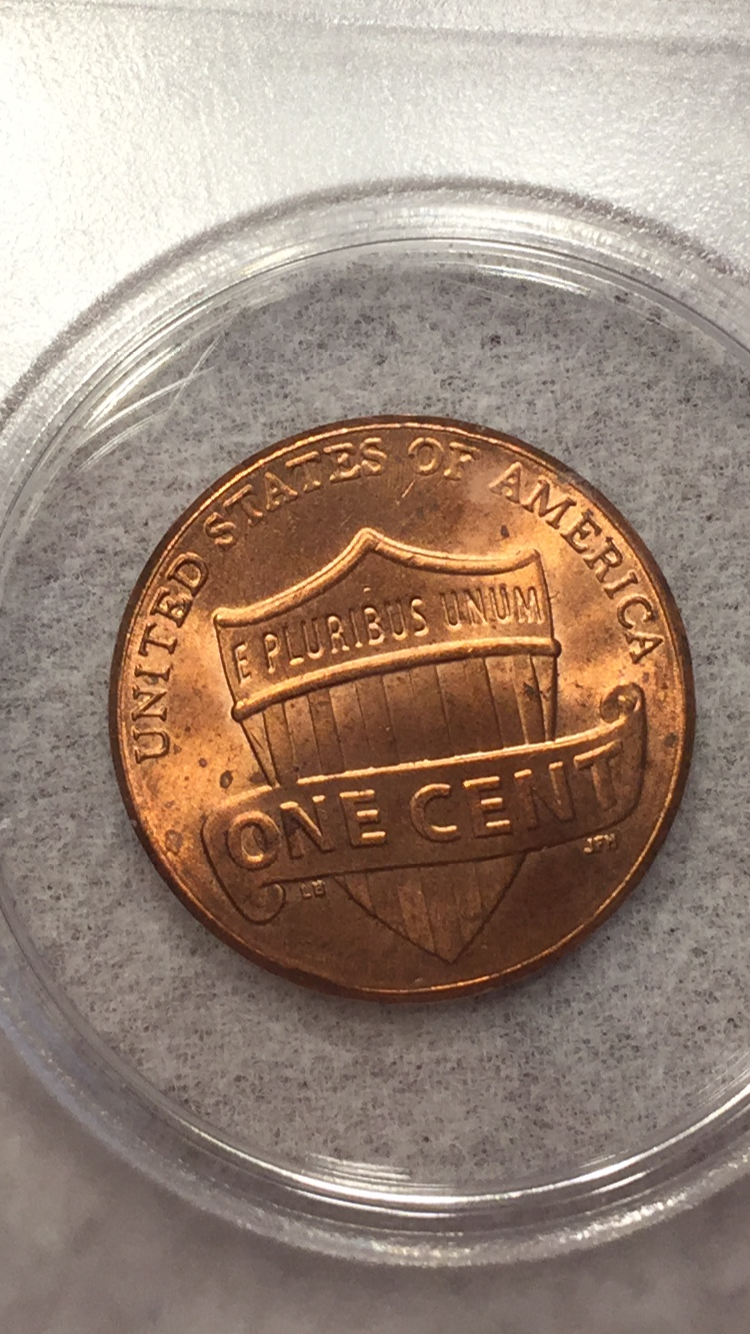 UNITED STATES OF AMERICA
E PLURIBUS UNUM
ONE CENT
LB
JFM